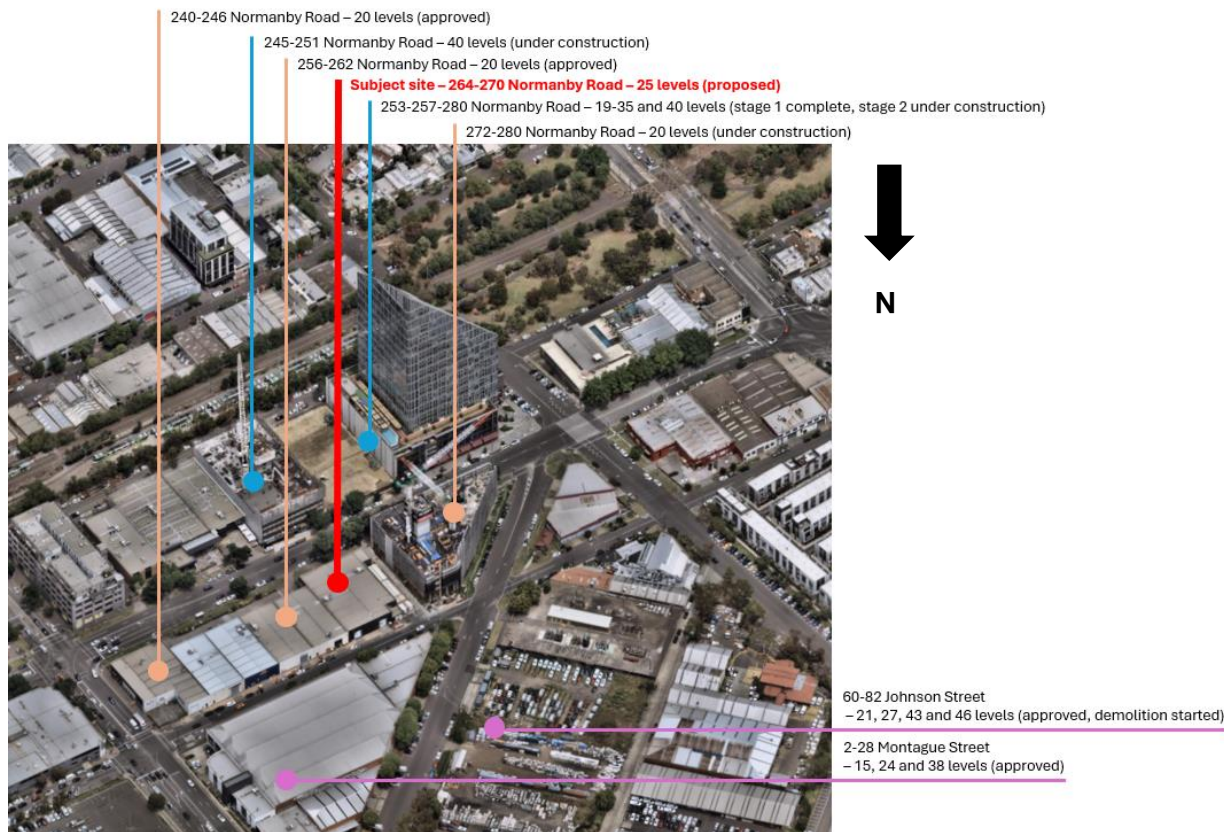 240-246 Normanby Road – 20 levels (approved)
245-251 Normanby Road – 40 levels (under construction)
256-262 Normanby Road – 20 levels (approved)
Subject site – 264-270 Normanby Road – 25 levels (proposed)
253-257-280 Normanby Road – 19-35 and 40 levels (stage 1 complete, stage 2 under construction)
272-280 Normanby Road – 20 levels (under construction)
N
60-82 Johnson Street
– 21, 27, 43 and 46 levels (approved, demolition started)
2-28 Montague Street
– 15, 24 and 38 levels (approved)